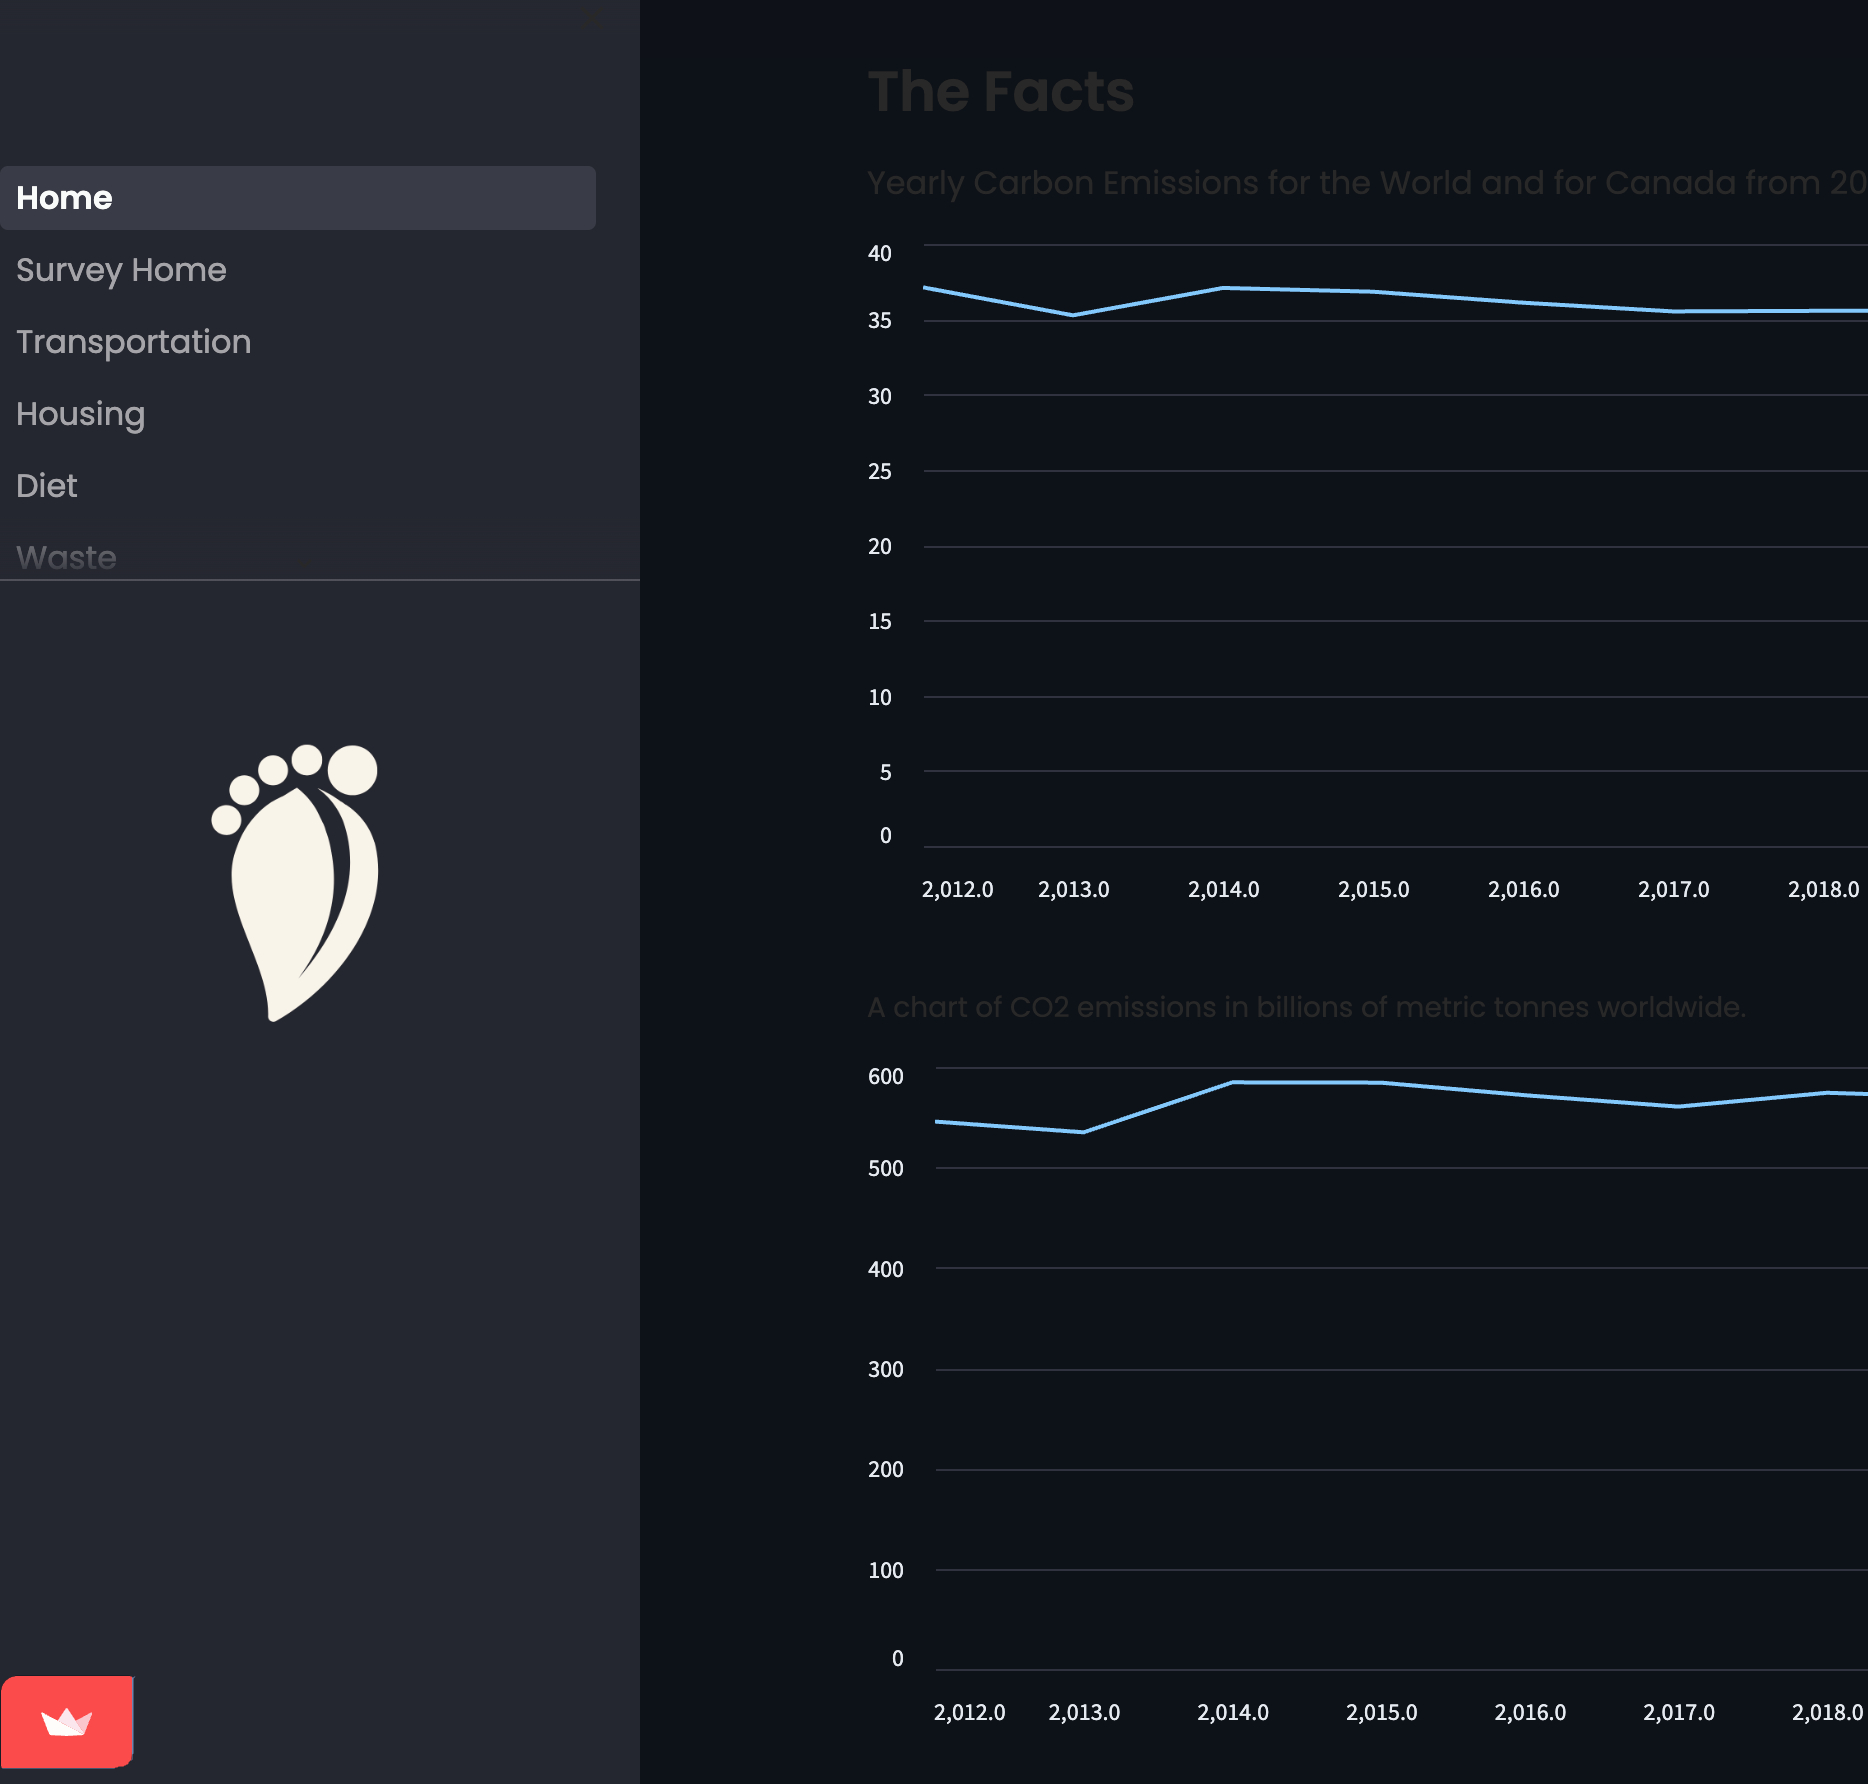 Home
Survey Home
Transportation
Housing
Diet
Waste
The Facts
Yearly Carbon Emissions for the World and for Canada from 20
40
35
30
25
20
15
10
5
0
2,012.0 2,013.0 2,014.0 2,015.0 2,016.0 2,017.0 2,018.0
A chart of CO2 emissions in billions of metric tonnes worldwide.
600
500
400
300
200
100
0
2,012.0 2,013.0 2,014.0 2,015.0 2,016.0 2,017.0 2,018.0